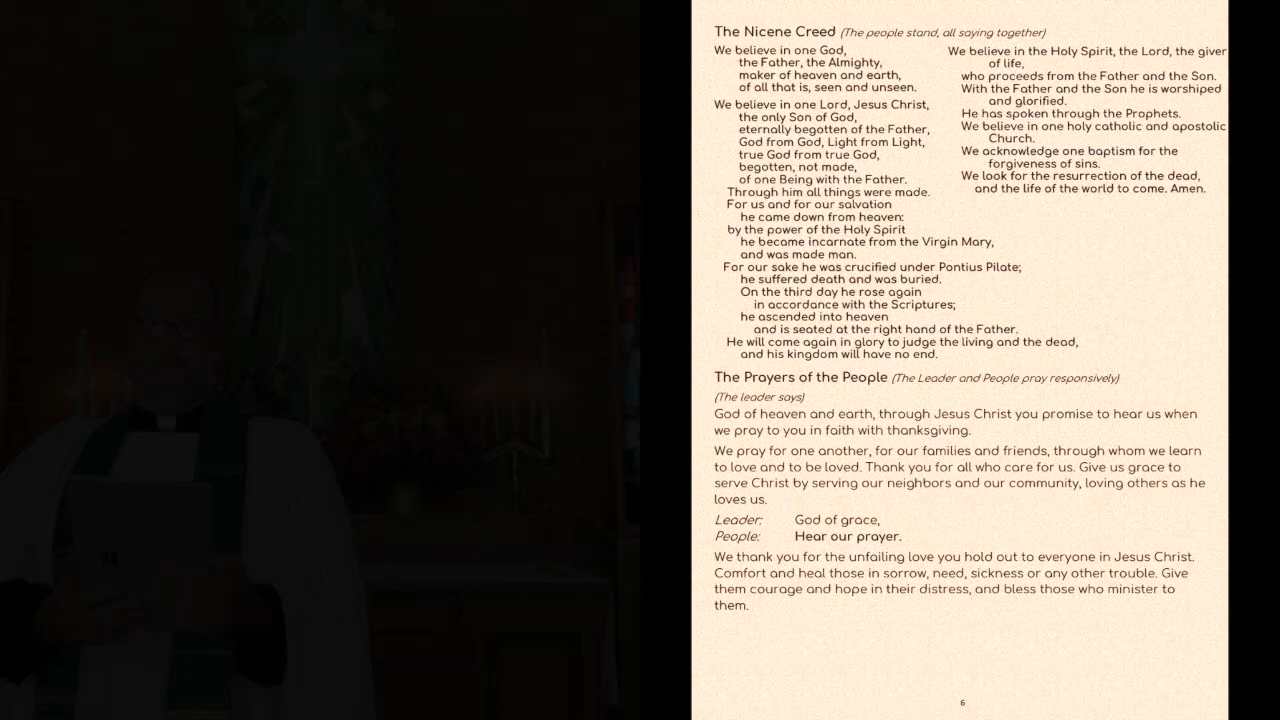 The Nicene Creed (The people stand, all saying together)
We believe in one God,
the Father, the Almighty,
maker of heaven and earth,
of all that is, seen and unseen.
We believe in one Lord, Jesus Christ,
the only Son of God,
eternally begotten of the Father,
God from God, Light from Light,
true God from true God,
begotten, not made,
of one Being with the Father.
Through him all things were made.
For us and for our salvation
he came down from heaven:
by the power of the Holy Spirit
he became incarnate from the Virgin Mary,
and was made man.
For our sake he was crucified under Pontius Pilate;
he suffered death and was buried.
On the third day he rose again
in accordance with the Scriptures;
he ascended into heaven
and is seated at the right hand of the Father.
He will come again in glory to judge the living and the dead,
and his kingdom will have no end.
We believe in the Holy Spirit, the Lord, the giver
of life,
who proceeds from the Father and the Son.
With the Father and the Son he is worshiped
and glorified.
He has spoken through the Prophets.
We believe in one holy catholic and apostolic
Church.
We acknowledge one baptism for the
forgiveness of sins.
We look for the resurrection of the dead,
and the life of the world to come. Amen.
The Prayers of the People (The Leader and People pray responsively)
(The leader says)
God of heaven and earth, through Jesus Christ you promise to hear us when
we pray to you in faith with thanksgiving.
We pray for one another, for our families and friends, through whom we learn
to love and to be loved. Thank you for all who care for us. Give us grace to
serve Christ by serving our neighbors and our community, loving others as he
loves us.
Leader: God of grace,
People: Hear our prayer.
We thank you for the unfailing love you hold out to everyone in Jesus Christ.
Comfort and heal those in sorrow, need, sickness or any other trouble. Give
them courage and hope in their distress, and bless those who minister to
them.
6